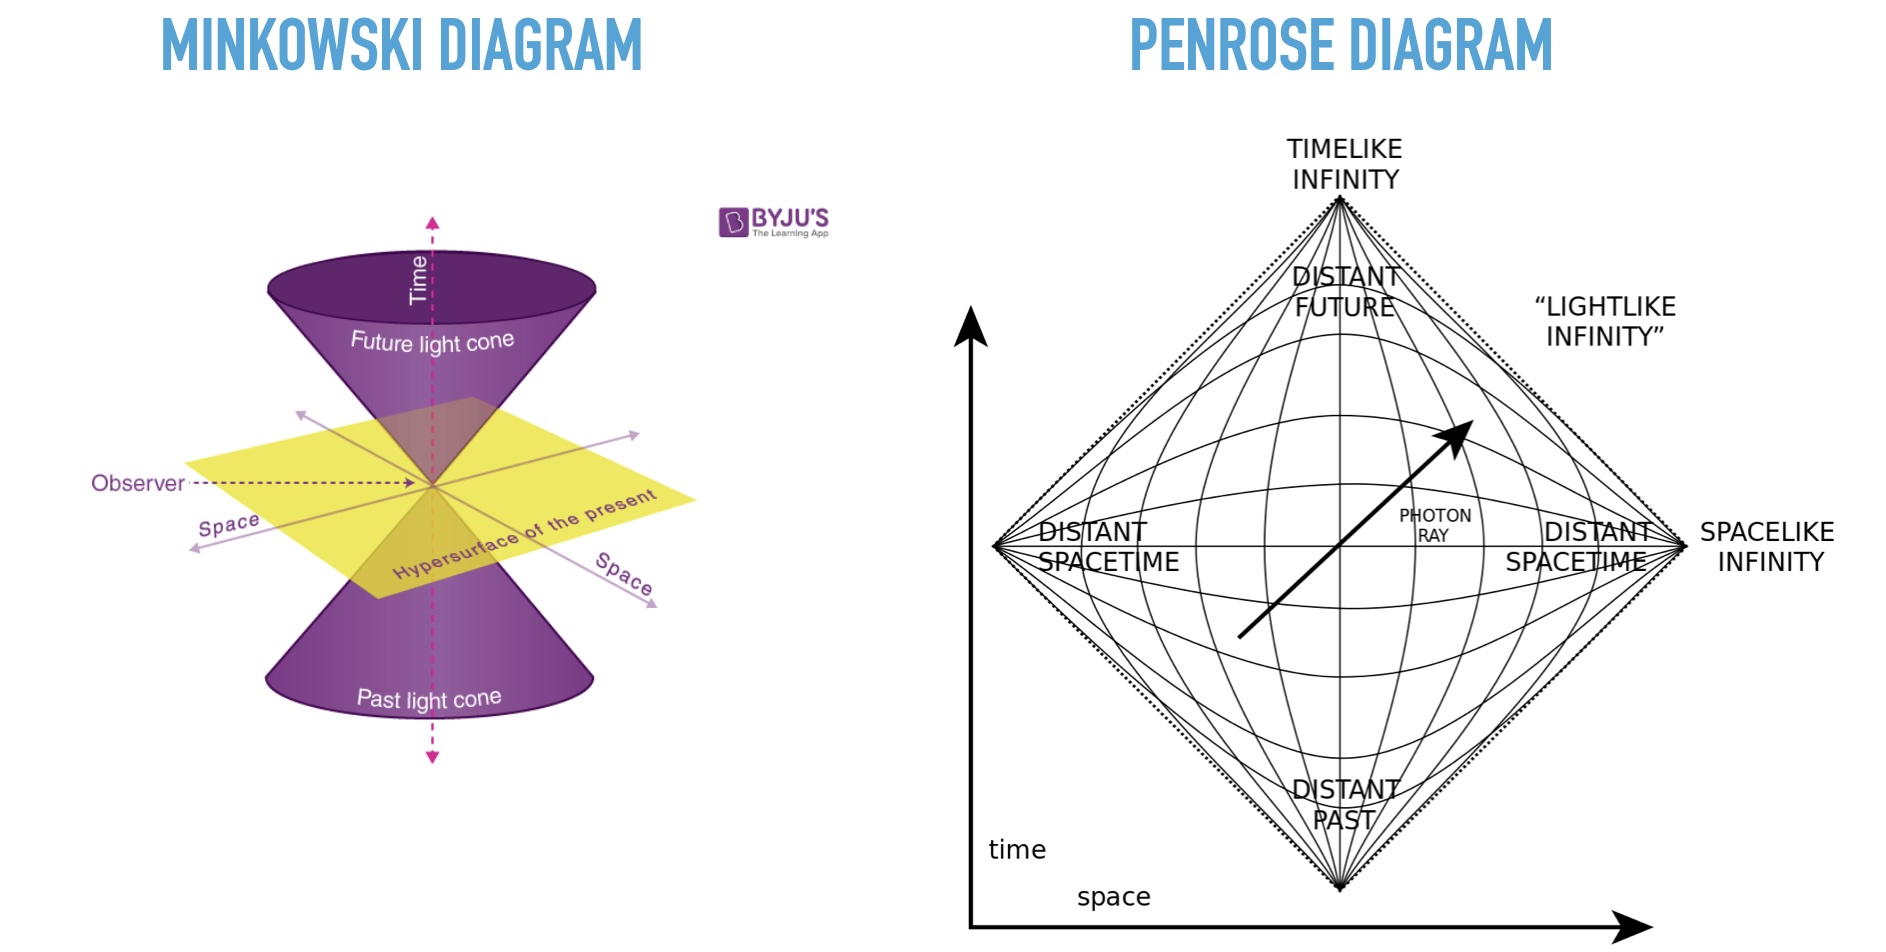 MINKOWSKI DIAGRAM
BYJU'S
The Learning App
Time
Future light cone
Observer
Space
Hypersurface of the present
Space
Past light cone
PENROSE DIAGRAM
TIMELIKE
INFINITY
DISTANT
FUTURE
“LIGHTLIKE
INFINITY”
PHOTON
RAY
DISTANT
SPACETIME
DISTANT
SPACETIME
SPACELIKE
INFINITY
DISTANT
PAST
time
space